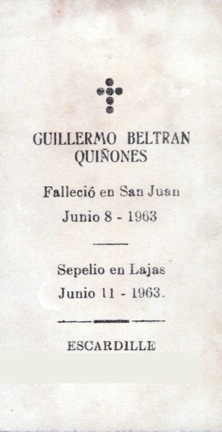 GUILLERMO BELTRAN
QUIÑONES
Falleció en San Juan
Junio 8 - 1963
Sepelio en Lajas
Junio 11 - 1963.
ESCARDILLE